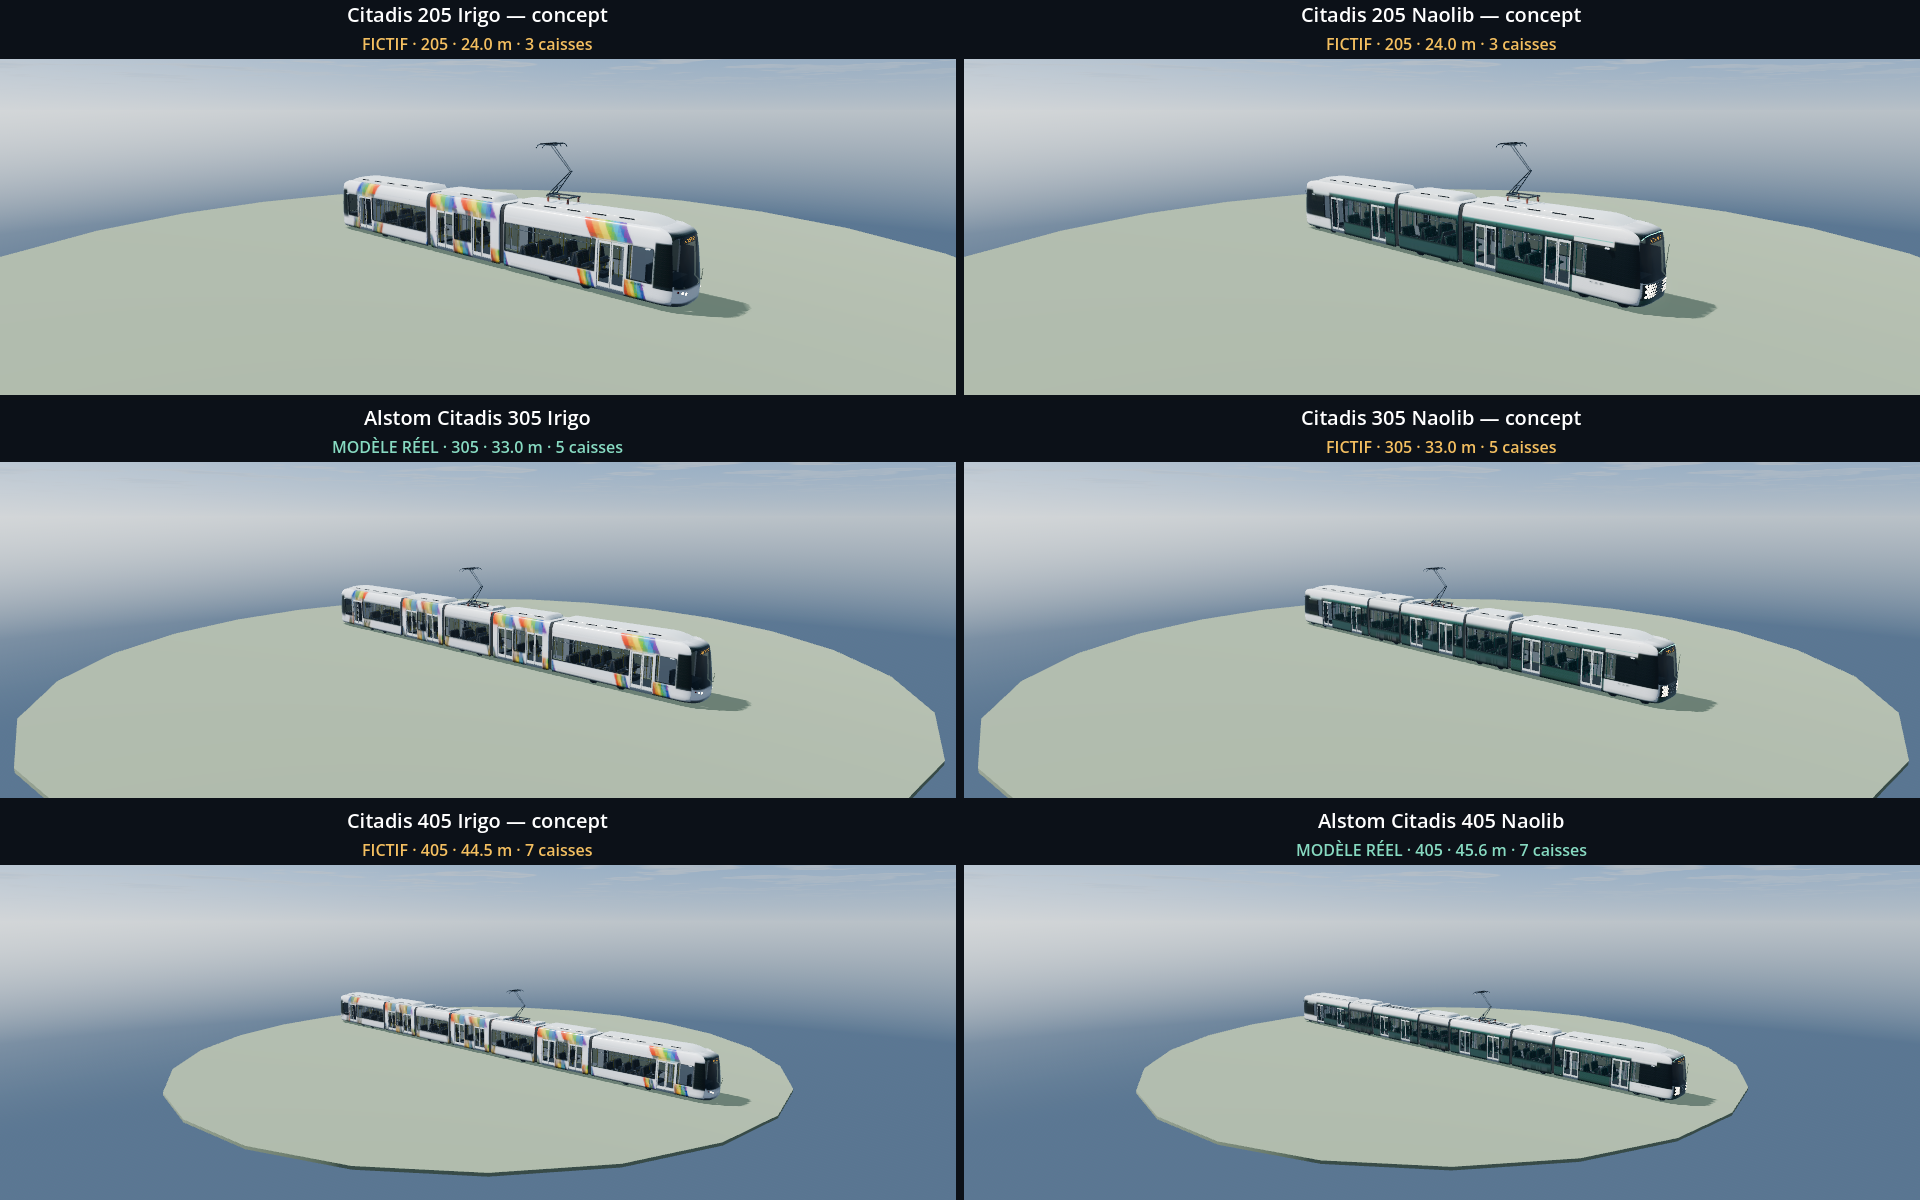 Citadis 205 Irigo — concept
FICTIF · 205 · 24.0 m · 3 caisses
Citadis 205 Naolib — concept
FICTIF · 205 · 24.0 m · 3 caisses
Alstom Citadis 305 Irigo
MODÈLE RÉEL · 305 · 33.0 m · 5 caisses
Citadis 305 Naolib — concept
FICTIF · 305 · 33.0 m · 5 caisses
Citadis 405 Irigo — concept
FICTIF · 405 · 44.5 m · 7 caisses
Alstom Citadis 405 Naolib
MODÈLE RÉEL · 405 · 45.6 m · 7 caisses